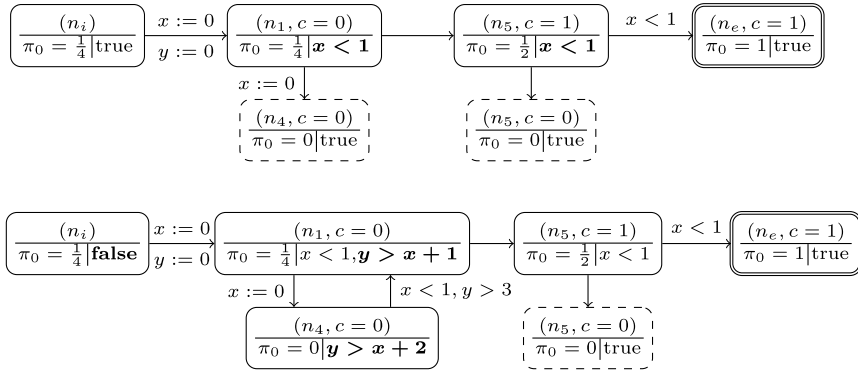 (n_i) x := 0 (n_1, c = 0) (n_5, c = 1) x < 1 (n_e, c = 1)
π_0 = 1/4|true y := 0 π_0 = 1/4|x < 1 π_0 = 1/2|x < 1 π_0 = 1|true
x := 0
(n_4, c = 0) (n_5, c = 0)
π_0 = 0|true π_0 = 0|true
(n_i) x := 0 (n_1, c = 0) (n_5, c = 1) x < 1 (n_e, c = 1)
π_0 = 1/4|false y := 0 π_0 = 1/4|x < 1,y > x + 1 π_0 = 1/2|x < 1 π_0 = 1|true
x := 0 x < 1, y > 3
(n_4, c = 0) (n_5, c = 0)
π_0 = 0|y > x + 2 π_0 = 0|true